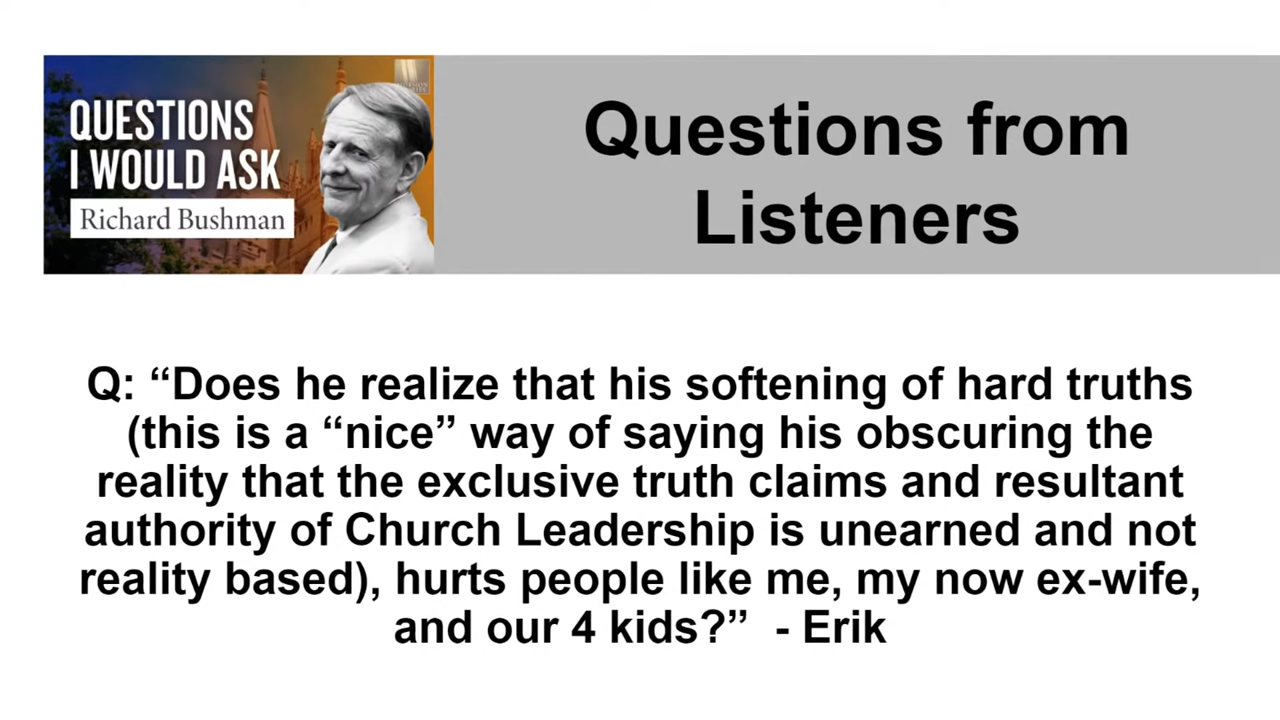 QUESTIONS
I WOULD ASK
Richard Bushman
Questions from
Listeners
Q: “Does he realize that his softening of hard truths
(this is a “nice” way of saying his obscuring the
reality that the exclusive truth claims and resultant
authority of Church Leadership is unearned and not
reality based), hurts people like me, my now ex-wife,
and our 4 kids?”  - Erik